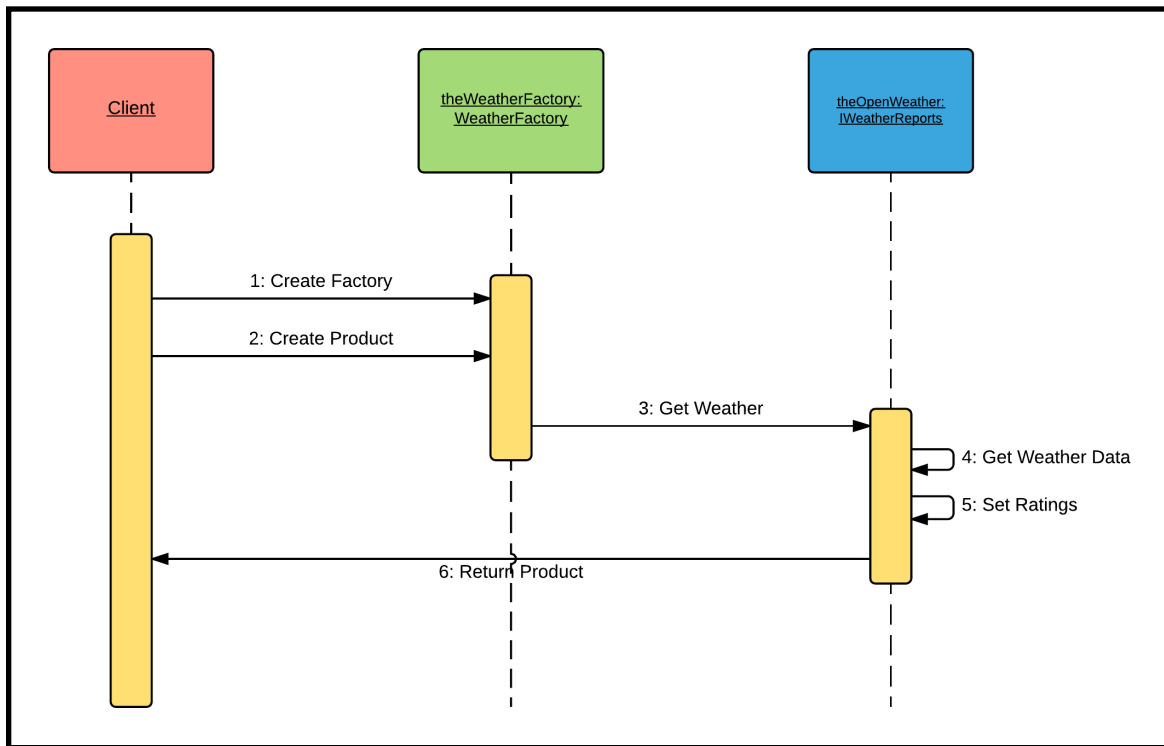 Client
theWeatherFactory:
WeatherFactory
theOpenWeather:
IWeatherReports
1: Create Factory
2: Create Product
3: Get Weather
4: Get Weather Data
5: Set Ratings
6: Return Product